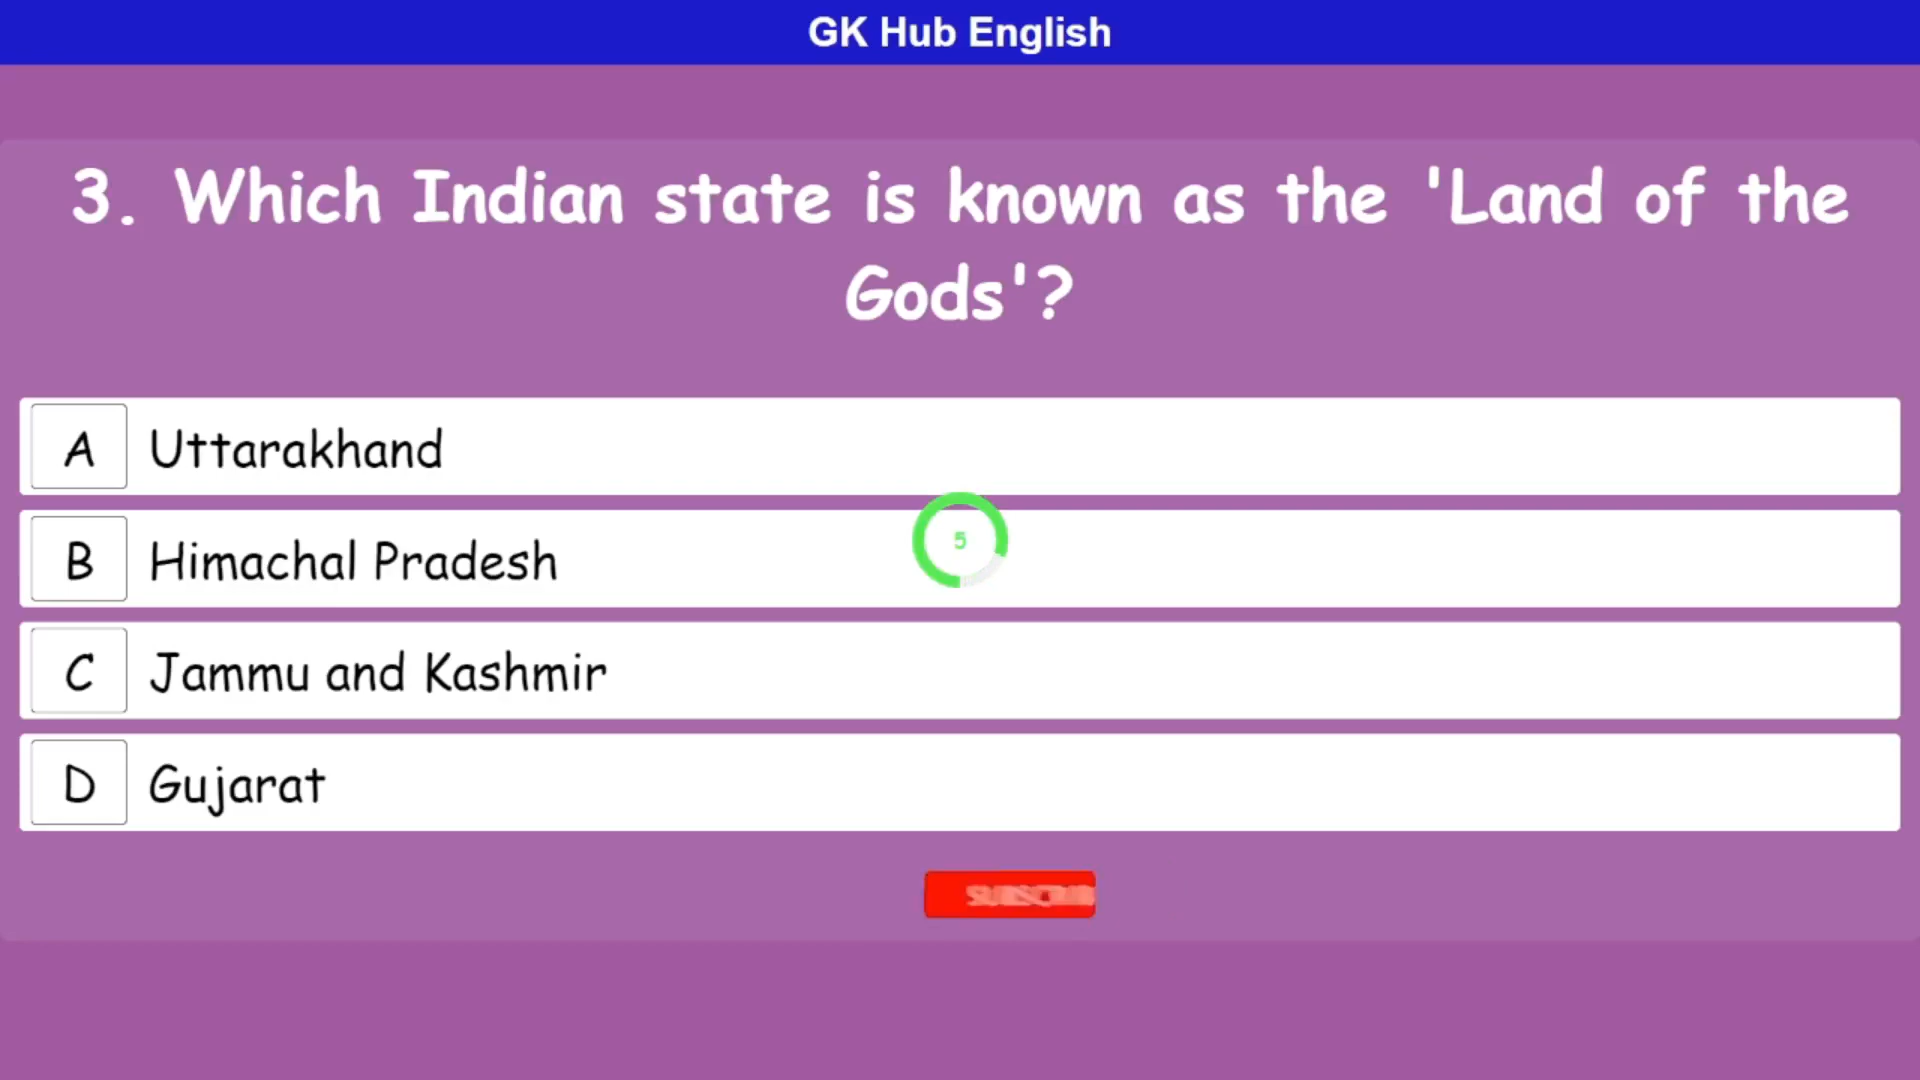 GK Hub English
3. Which Indian state is known as the 'Land of the
Gods'?
A Uttarakhand
B Himachal Pradesh
5
C Jammu and Kashmir
D Gujarat